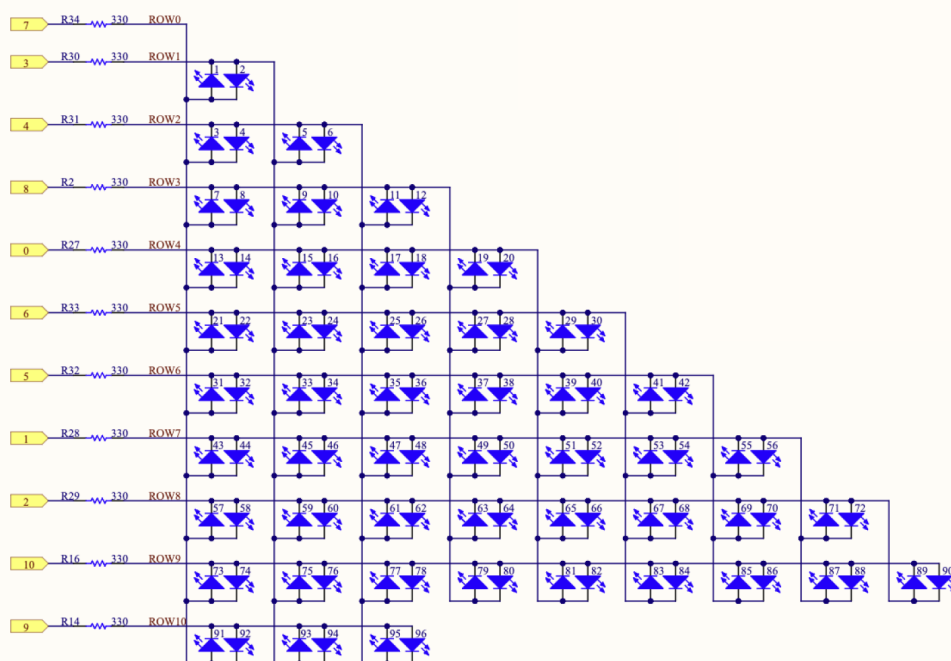 7 R34 330 ROW0
3 R30 330 ROW1
1 2
4 R31 330 ROW2
3 4 5 6
8 R2 330 ROW3
7 8 9 10 11 12
0 R27 330 ROW4
13 14 15 16 17 18 19 20
6 R33 330 ROW5
21 22 23 24 25 26 27 28 29 30
5 R32 330 ROW6
31 32 33 34 35 36 37 38 39 40 41 42
1 R28 330 ROW7
43 44 45 46 47 48 49 50 51 52 53 54 55 56
2 R29 330 ROW8
57 58 59 60 61 62 63 64 65 66 67 68 69 70 71 72
10 R16 330 ROW9
73 74 75 76 77 78 79 80 81 82 83 84 85 86 87 88 89 90
9 R14 330 ROW10
91 92 93 94 95 96